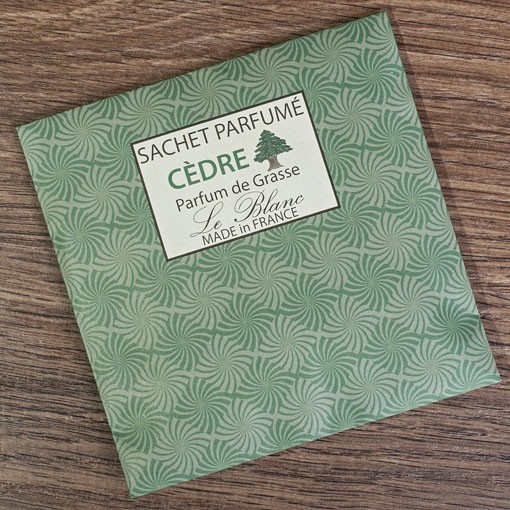 SACHET PARFUMÉ
CÈDRE
Parfum de Grasse
Le Blanc
MADE in FRANCE